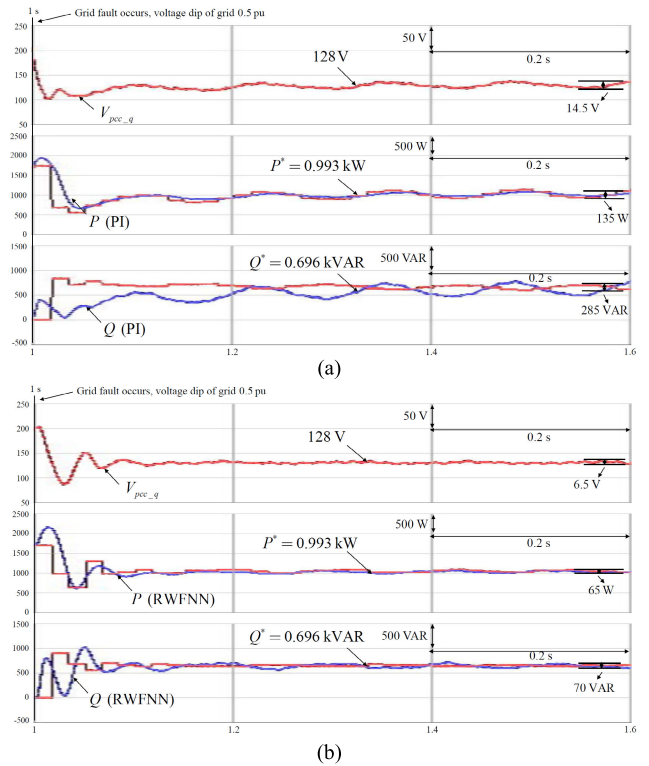 1 s
Grid fault occurs, voltage dip of grid 0.5 pu
250
200
150
100
50
50 V
0.2 s
128 V
V_pcc_q
14.5 V
2500
2000
1500
1000
500
0
500 W
0.2 s
P* = 0.993 kW
P (PI)
135 W
1500
1000
500
0
-500
Q* = 0.696 kVAR
500 VAR
0.2 s
Q (PI)
285 VAR
1
1.2
1.4
1.6
(a)
1 s
Grid fault occurs, voltage dip of grid 0.5 pu
250
200
150
100
50
50 V
0.2 s
128 V
V_pcc_q
6.5 V
2500
2000
1500
1000
500
0
500 W
0.2 s
P* = 0.993 kW
P (RWFNN)
65 W
1500
1000
500
0
-500
Q* = 0.696 kVAR
500 VAR
0.2 s
Q (RWFNN)
70 VAR
1
1.2
1.4
1.6
(b)